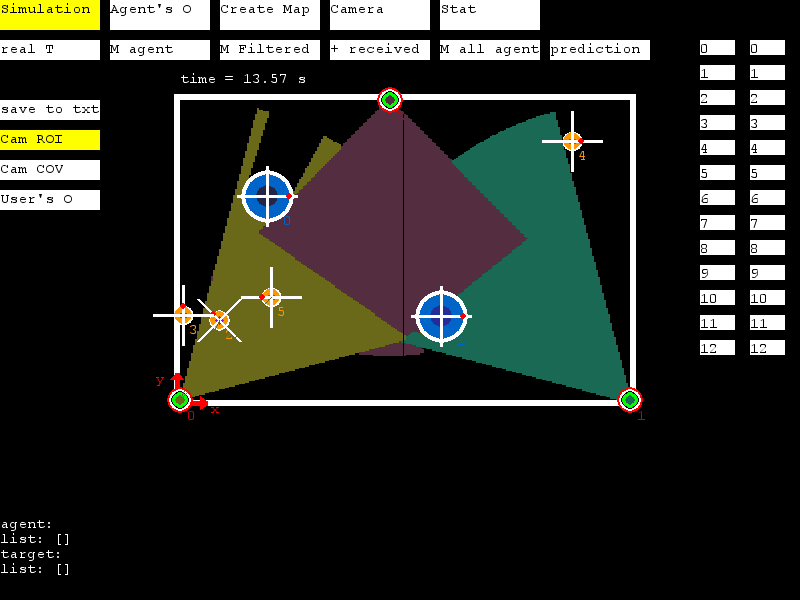 Simulation Agent's O Create Map Camera Stat
real T M agent M Filtered + received M all agent prediction
time = 13.57 s
save to txt
Cam ROI
Cam COV
User's O
0 0
1 1
2 2
3 3
4 4
5 5
6 6
7 7
8 8
9 9
10 10
11 11
12 12
4
0
5
3
y
x
0
1
agent:
list: []
target:
list: []